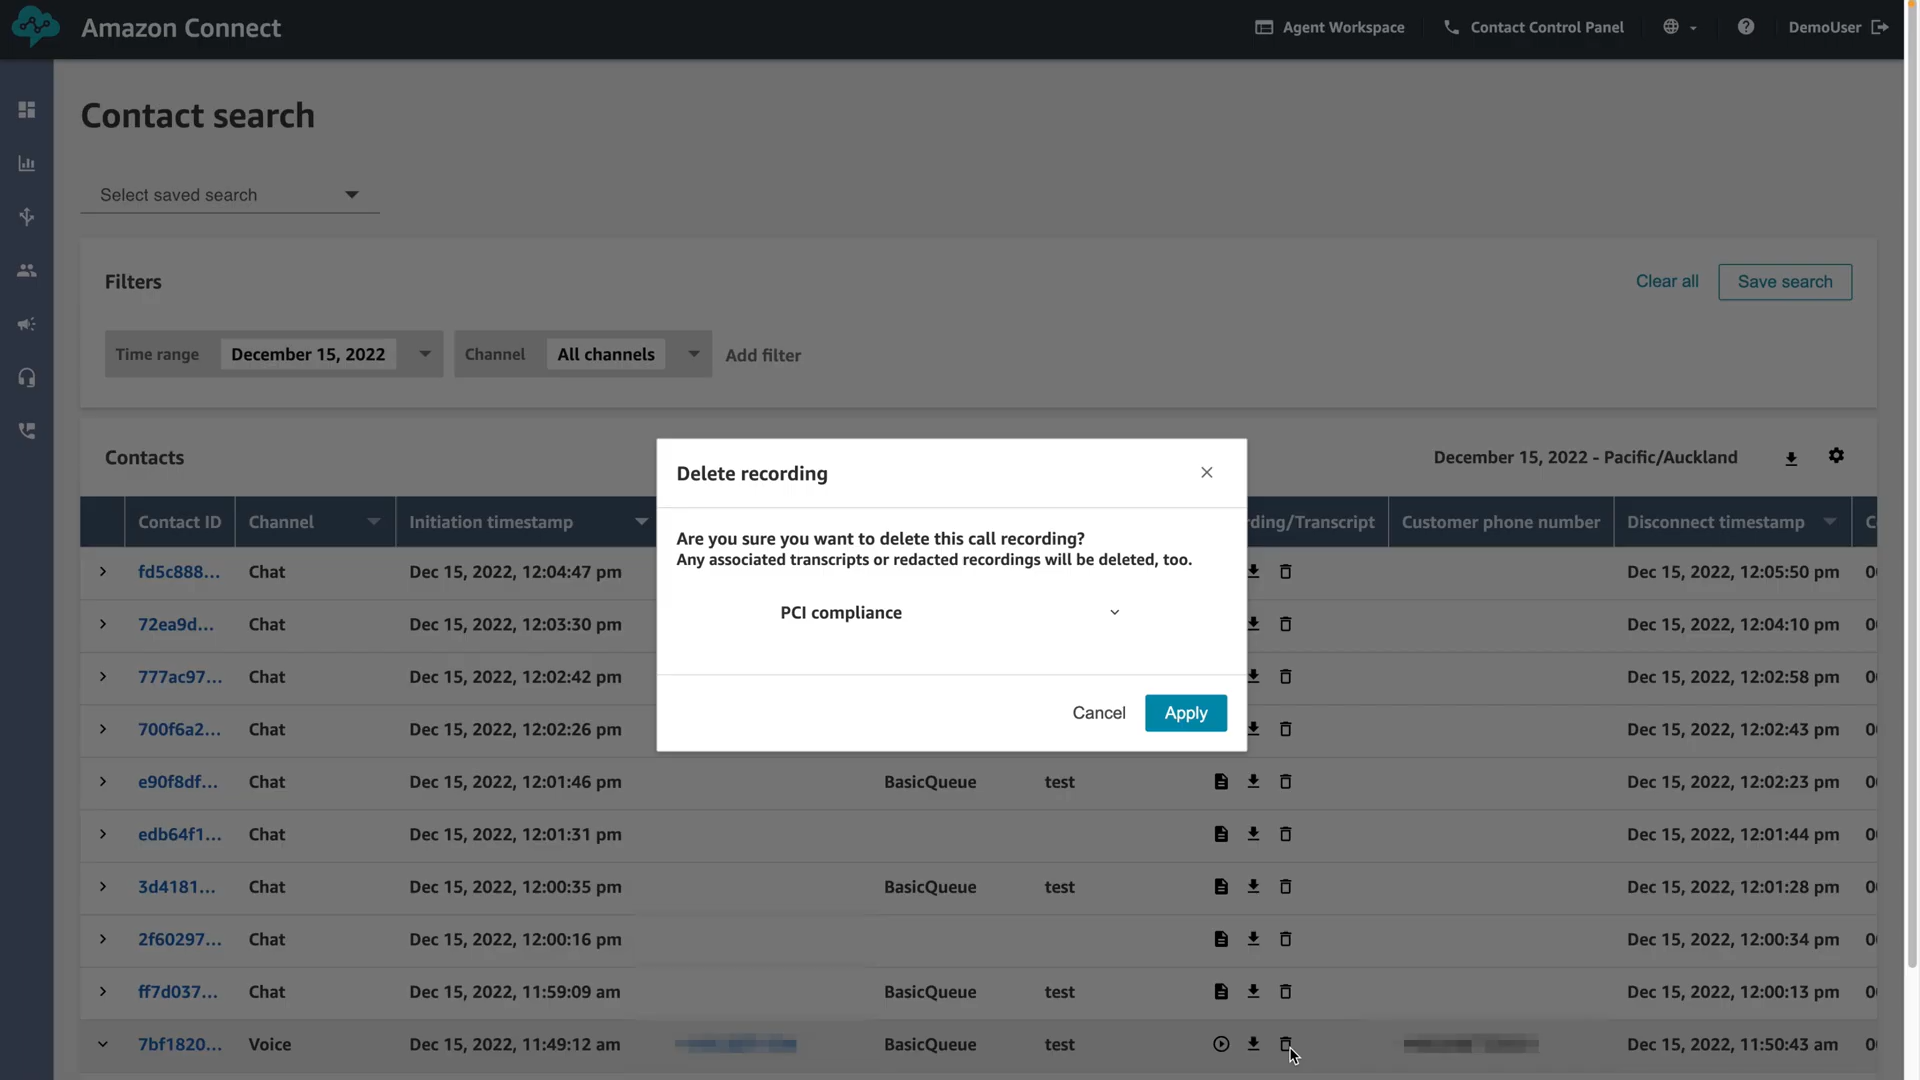 Amazon Connect
Agent Workspace
Contact Control Panel
DemoUser
Contact search
Select saved search
Filters
Clear all
Save search
Time range December 15, 2022
Channel All channels
Add filter
Contacts
December 15, 2022 - Pacific/Auckland
Contact ID Channel Initiation timestamp ding/Transcript Customer phone number Disconnect timestamp C
fd5c888... Chat Dec 15, 2022, 12:04:47 pm Dec 15, 2022, 12:05:50 pm
72ea9d... Chat Dec 15, 2022, 12:03:30 pm Dec 15, 2022, 12:04:10 pm
777ac97... Chat Dec 15, 2022, 12:02:42 pm Dec 15, 2022, 12:02:58 pm
700f6a2... Chat Dec 15, 2022, 12:02:26 pm Dec 15, 2022, 12:02:43 pm
e90f8df... Chat Dec 15, 2022, 12:01:46 pm BasicQueue test Dec 15, 2022, 12:02:23 pm
edb64f1... Chat Dec 15, 2022, 12:01:31 pm Dec 15, 2022, 12:01:44 pm
3d4181... Chat Dec 15, 2022, 12:00:35 pm BasicQueue test Dec 15, 2022, 12:01:28 pm
2f60297... Chat Dec 15, 2022, 12:00:16 pm Dec 15, 2022, 12:00:34 pm
ff7d037... Chat Dec 15, 2022, 11:59:09 am BasicQueue test Dec 15, 2022, 12:00:13 pm
7bf1820... Voice Dec 15, 2022, 11:49:12 am BasicQueue test Dec 15, 2022, 11:50:43 am
Delete recording
Are you sure you want to delete this call recording?
Any associated transcripts or redacted recordings will be deleted, too.
PCI compliance
Cancel
Apply